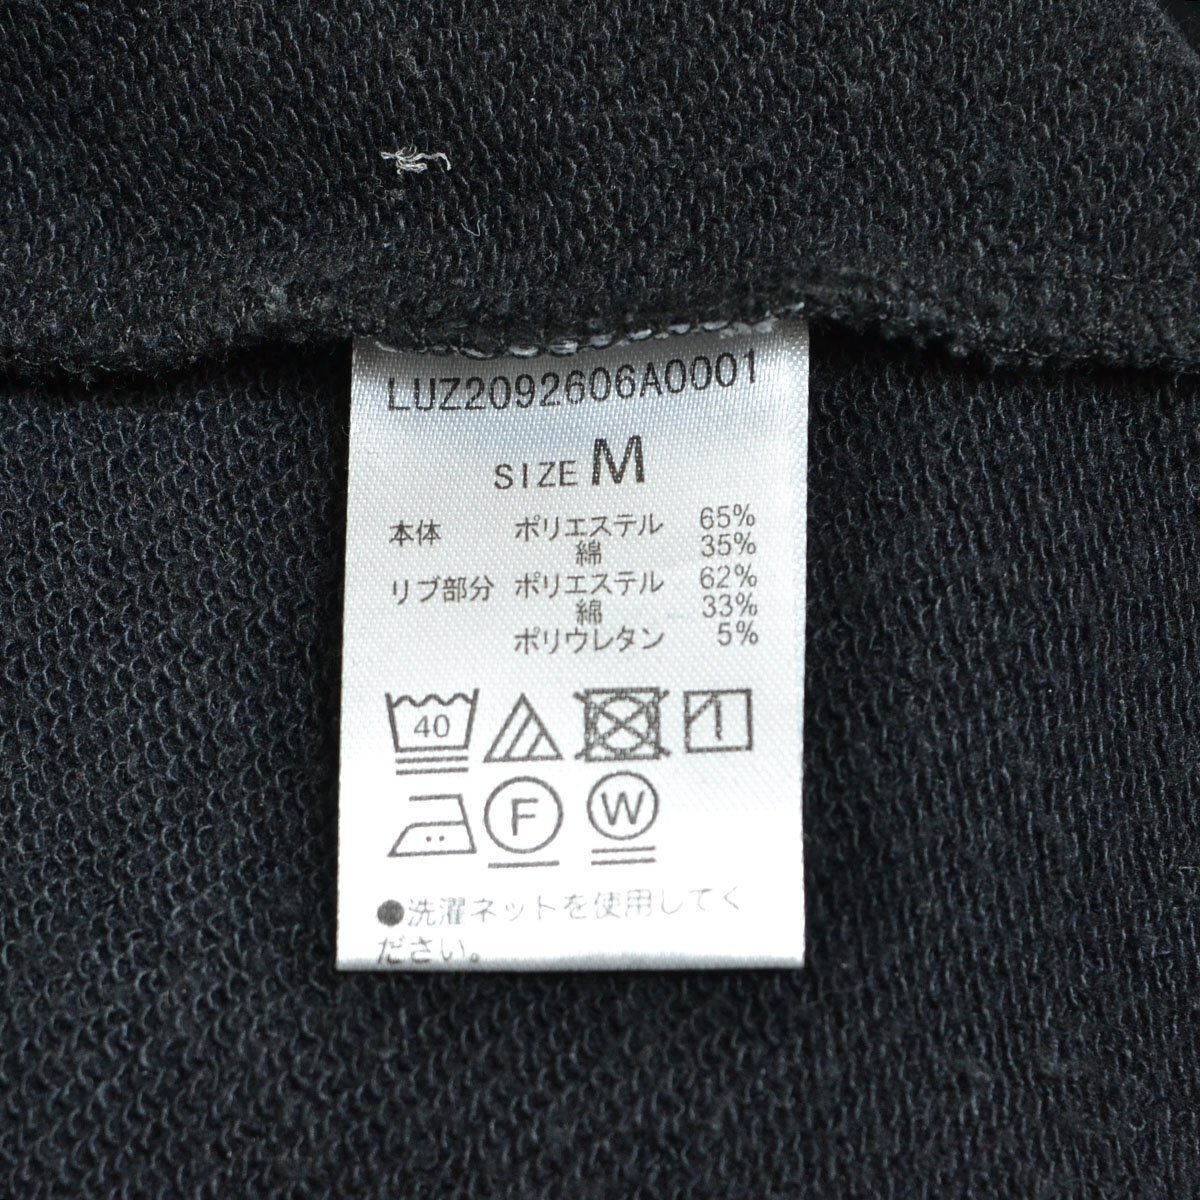 LUZ2092606A0001
SIZE M
本体 ポリエステル 65%
綿 35%
リブ部分 ポリエステル 62%
綿 33%
ポリウレタン 5%
40
F W
●洗濯ネットを使用してく
ださい。